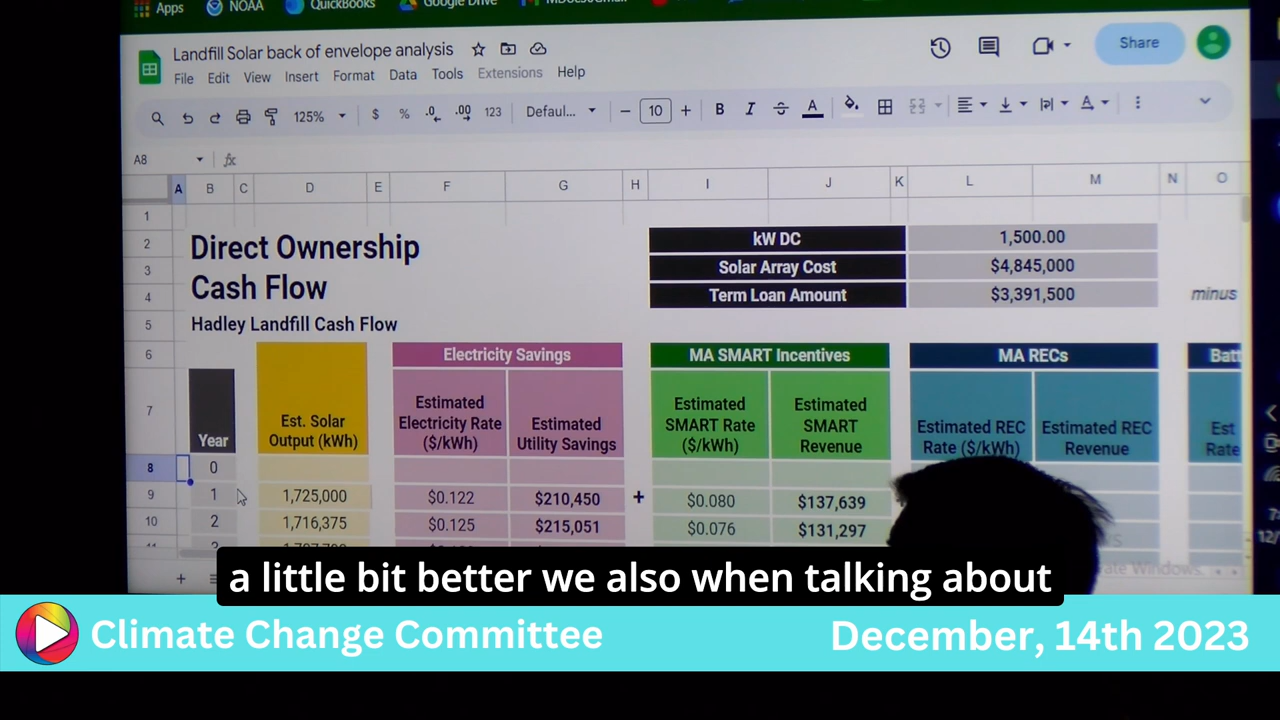 Apps NOAA QuickBooks Google Drive
Landfill Solar back of envelope analysis
Share
File Edit View Insert Format Data Tools Extensions Help
125% $ % .0 .00 123 Defaul... − 10 + B I S A
A8 fx
A B C D E F G H I J K L M N O
1
2 Direct Ownership kW DC 1,500.00
3 Solar Array Cost $4,845,000
4 Cash Flow Term Loan Amount $3,391,500 minus
5 Hadley Landfill Cash Flow
6 Electricity Savings MA SMART Incentives MA RECs Batt
7 Year Est. Solar Output (kWh) Estimated Electricity Rate ($/kWh) Estimated Utility Savings Estimated SMART Rate ($/kWh) Estimated SMART Revenue Estimated REC Rate ($/kWh) Estimated REC Revenue Est Rate
8 0
9 1 1,725,000 $0.122 $210,450 + $0.080 $137,639
10 2 1,716,375 $0.125 $215,051 $0.076 $131,297
a little bit better we also when talking about
Climate Change Committee December, 14th 2023